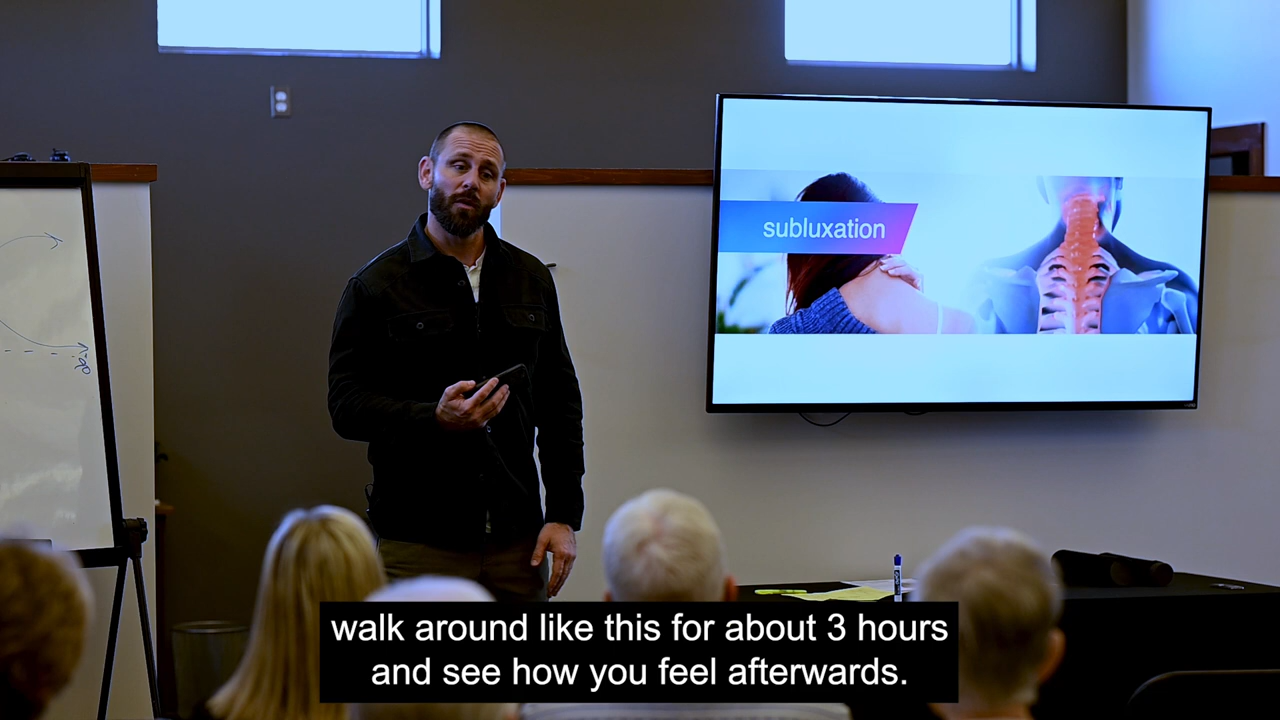 subluxation
walk around like this for about 3 hours
and see how you feel afterwards.